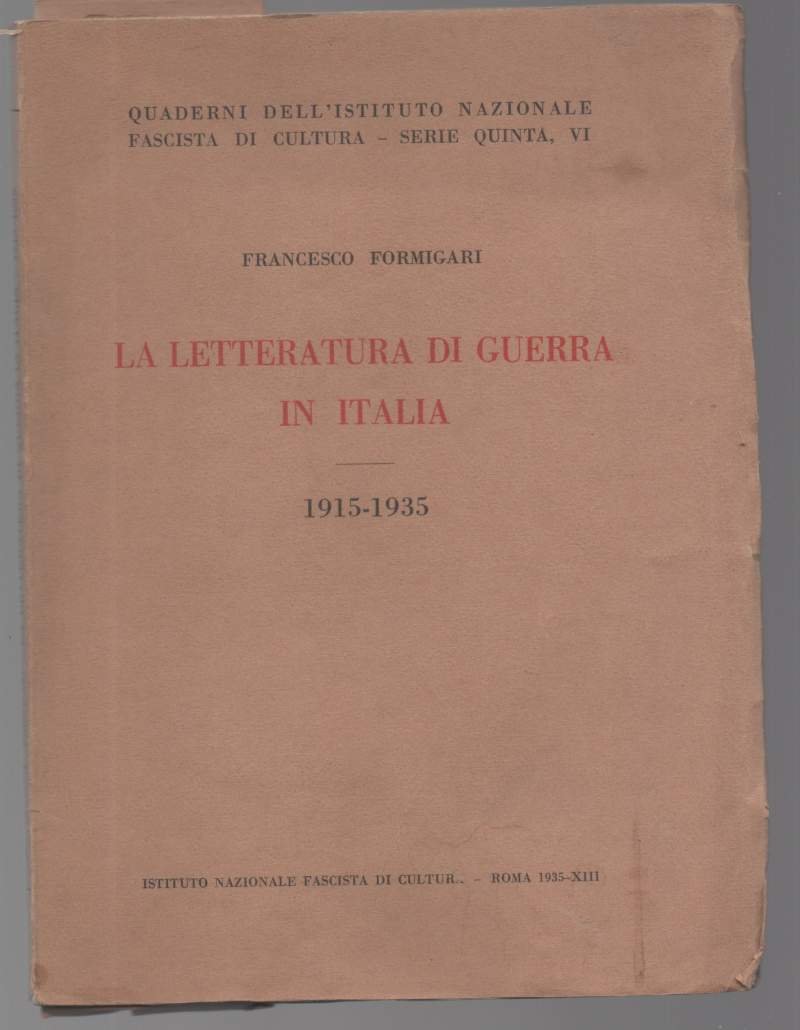 QUADERNI DELL'ISTITUTO NAZIONALE
FASCISTA DI CULTURA – SERIE QUINTA, VI
FRANCESCO FORMIGARI
LA LETTERATURA DI GUERRA
IN ITALIA
1915-1935
ISTITUTO NAZIONALE FASCISTA DI CULTUR.. – ROMA 1935–XIII